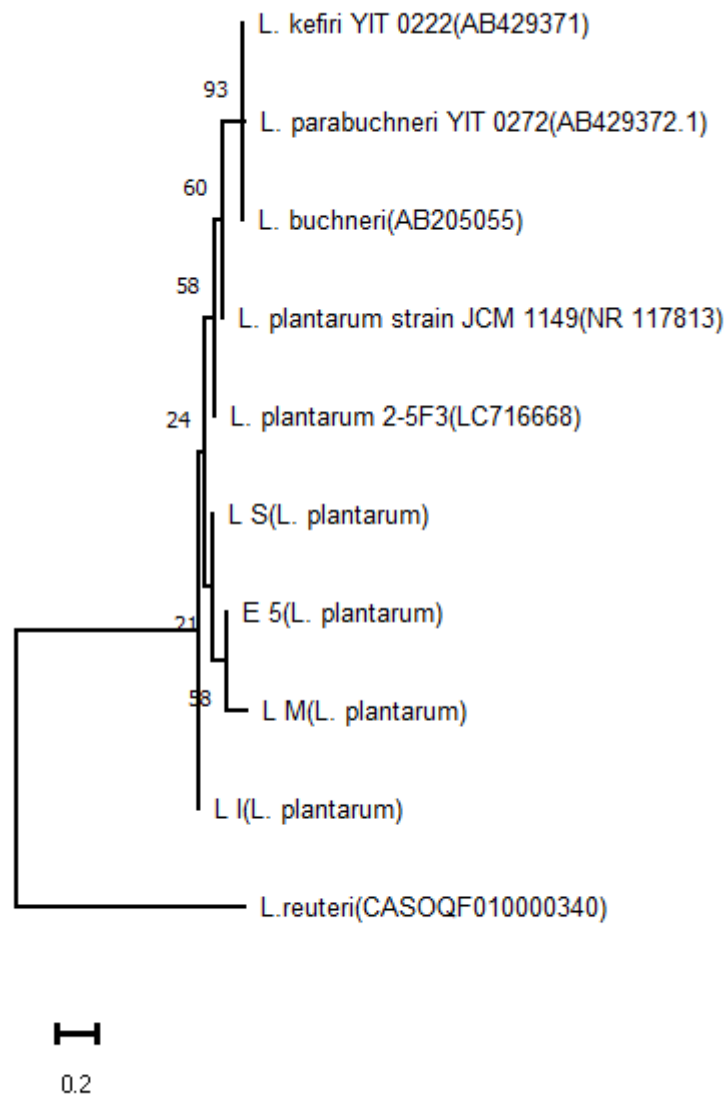 L. kefiri YIT 0222(AB429371)
93
L. parabuchneri YIT 0272(AB429372.1)
60
L. buchneri(AB205055)
58
L. plantarum strain JCM 1149(NR 117813)
24
L. plantarum 2-5F3(LC716668)
L S(L. plantarum)
E 5(L. plantarum)
21
58
L M(L. plantarum)
L I(L. plantarum)
L.reuteri(CASOQF010000340)
0.2